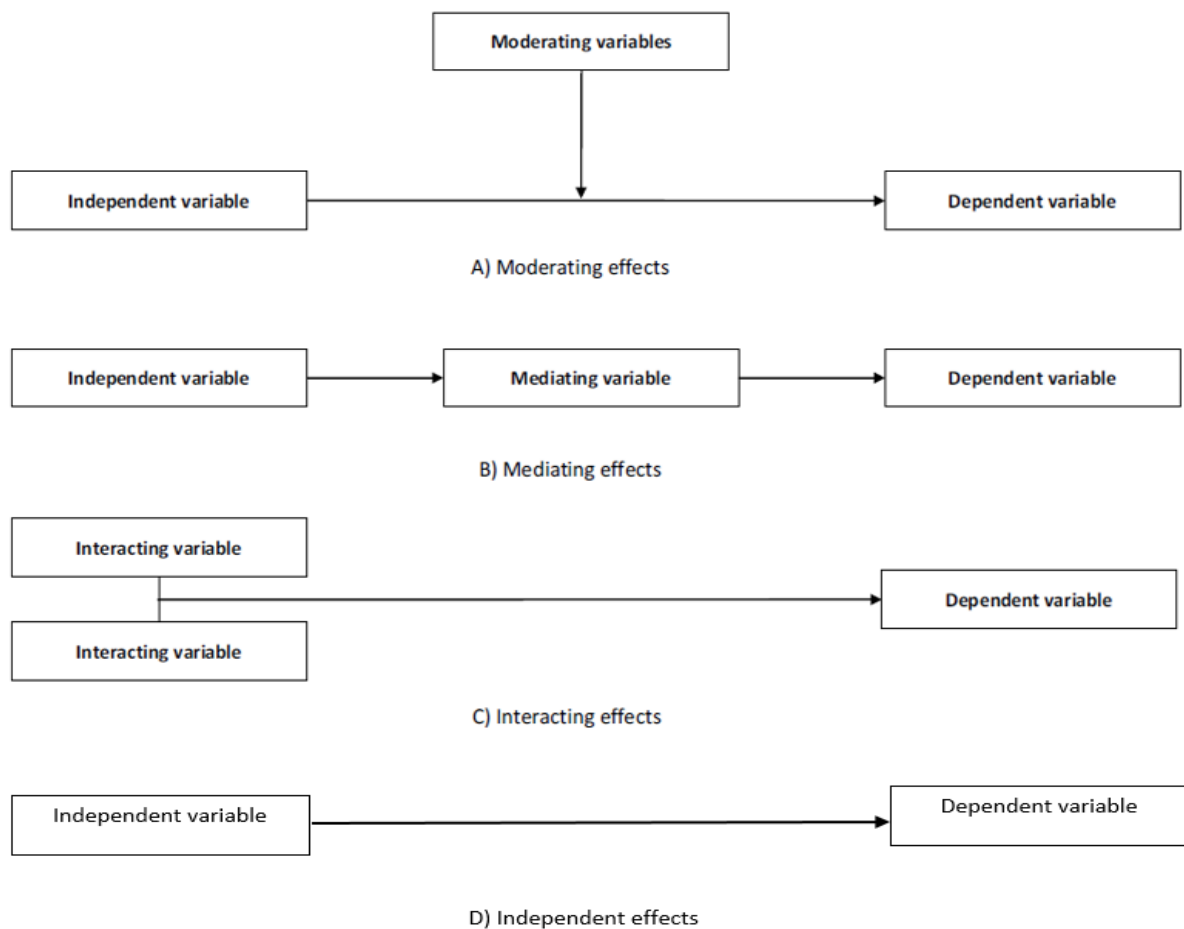 Moderating variables
Independent variable
Dependent variable
A) Moderating effects
Independent variable
Mediating variable
Dependent variable
B) Mediating effects
Interacting variable
Dependent variable
Interacting variable
C) Interacting effects
Independent variable
Dependent variable
D) Independent effects